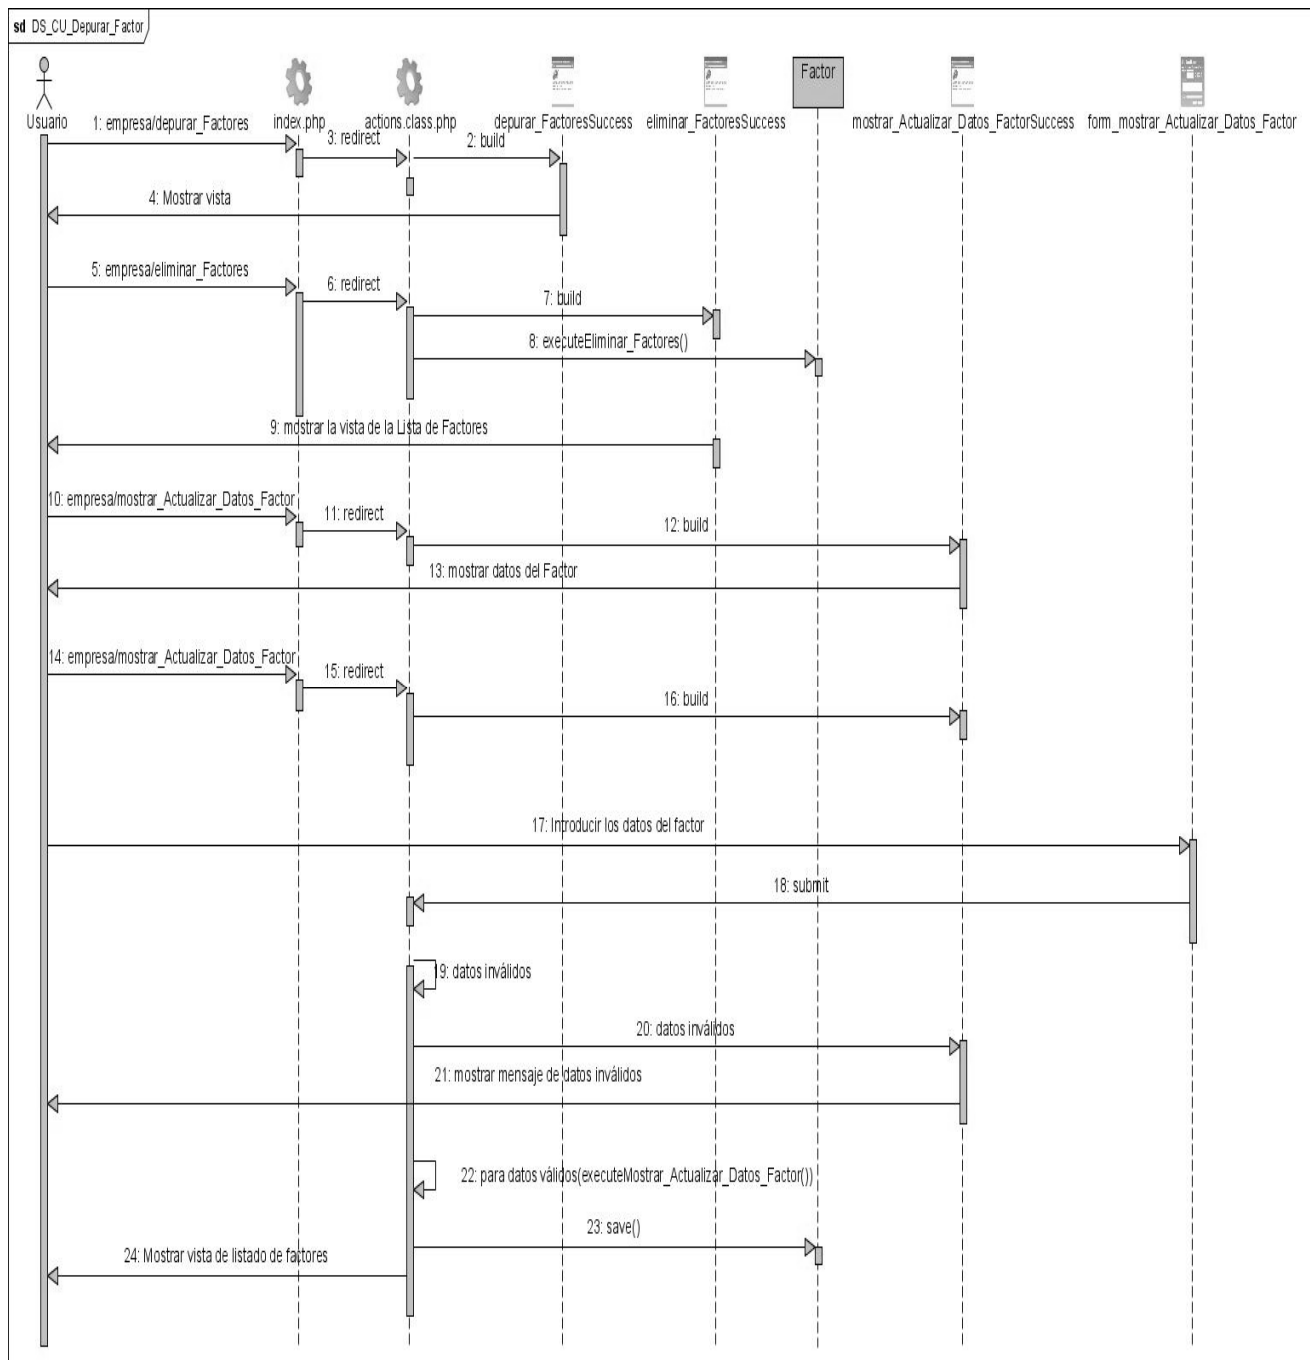 sd DS_CU_Depurar_Factor
Factor
Usuario
index.php
actions.class.php
depurar_FactoresSuccess
eliminar_FactoresSuccess
mostrar_Actualizar_Datos_FactorSuccess
form_mostrar_Actualizar_Datos_Factor
1: empresa/depurar_Factores
3: redirect
2: build
4: Mostrar vista
5: empresa/eliminar_Factores
6: redirect
7: build
8: executeEliminar_Factores()
9: mostrar la vista de la Lista de Factores
10: empresa/mostrar_Actualizar_Datos_Factor
11: redirect
12: build
13: mostrar datos del Factor
14: empresa/mostrar_Actualizar_Datos_Factor
15: redirect
16: build
17: Introducir los datos del factor
18: submit
19: datos inválidos
20: datos inválidos
21: mostrar mensaje de datos inválidos
22: para datos válidos(executeMostrar_Actualizar_Datos_Factor())
23: save()
24: Mostrar vista de listado de factores